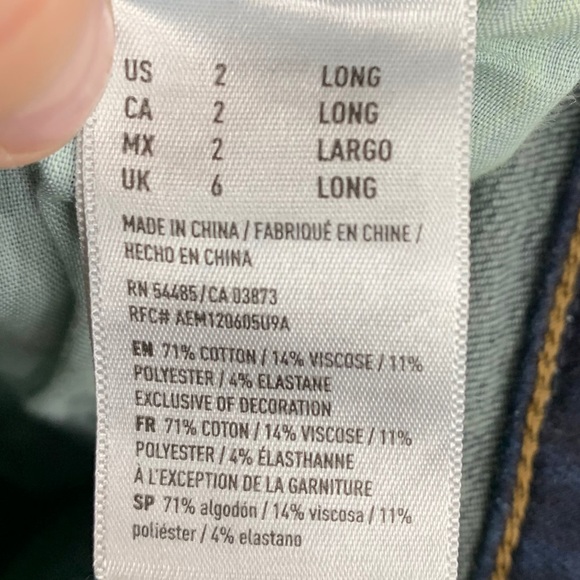 US 2 LONG
CA 2 LONG
MX 2 LARGO
UK 6 LONG
MADE IN CHINA / FABRIQUÉ EN CHINE /
HECHO EN CHINA
RN 54485/CA 03873
RFC# AEM120605U9A
EN 71% COTTON / 14% VISCOSE / 11%
POLYESTER / 4% ELASTANE
EXCLUSIVE OF DECORATION
FR 71% COTON / 14% VISCOSE / 11%
POLYESTER / 4% ÉLASTHANNE
À L'EXCEPTION DE LA GARNITURE
SP 71% algodón / 14% viscosa / 11%
poliéster / 4% elastano